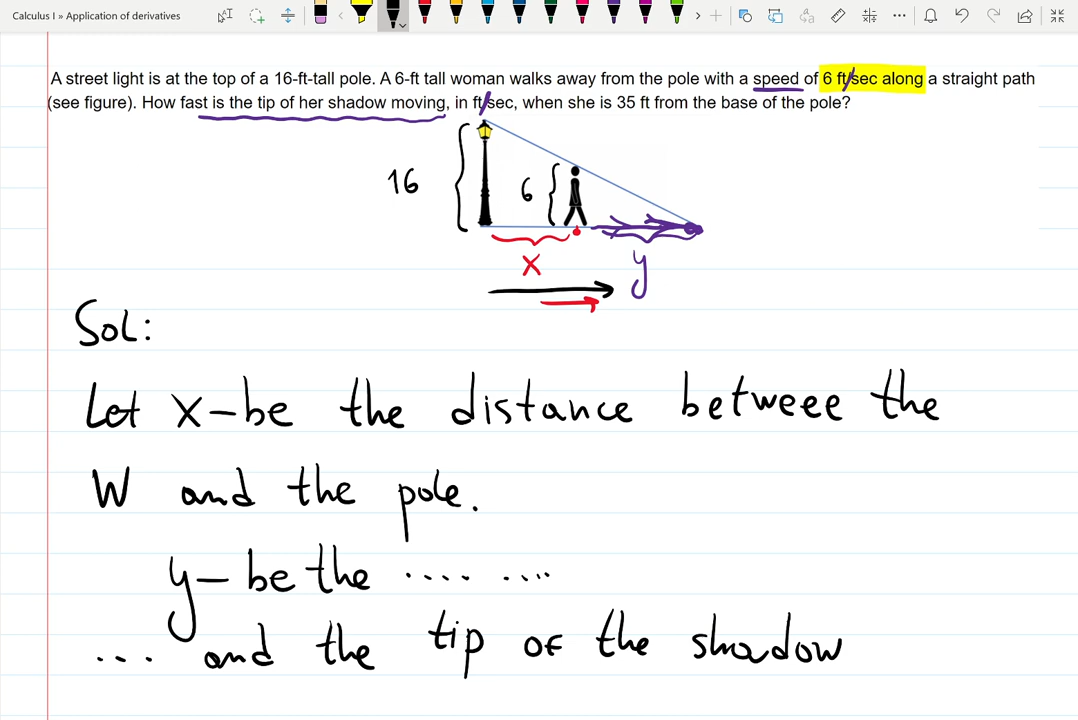 Calculus I » Application of derivatives
A street light is at the top of a 16-ft-tall pole. A 6-ft tall woman walks away from the pole with a speed of 6 ft/sec along a straight path
(see figure). How fast is the tip of her shadow moving, in ft/sec, when she is 35 ft from the base of the pole?
16
6
x
y
Sol:
Let x-be the distance betweee the
W and the pole.
y-be the .... ....
... and the tip of the shadow